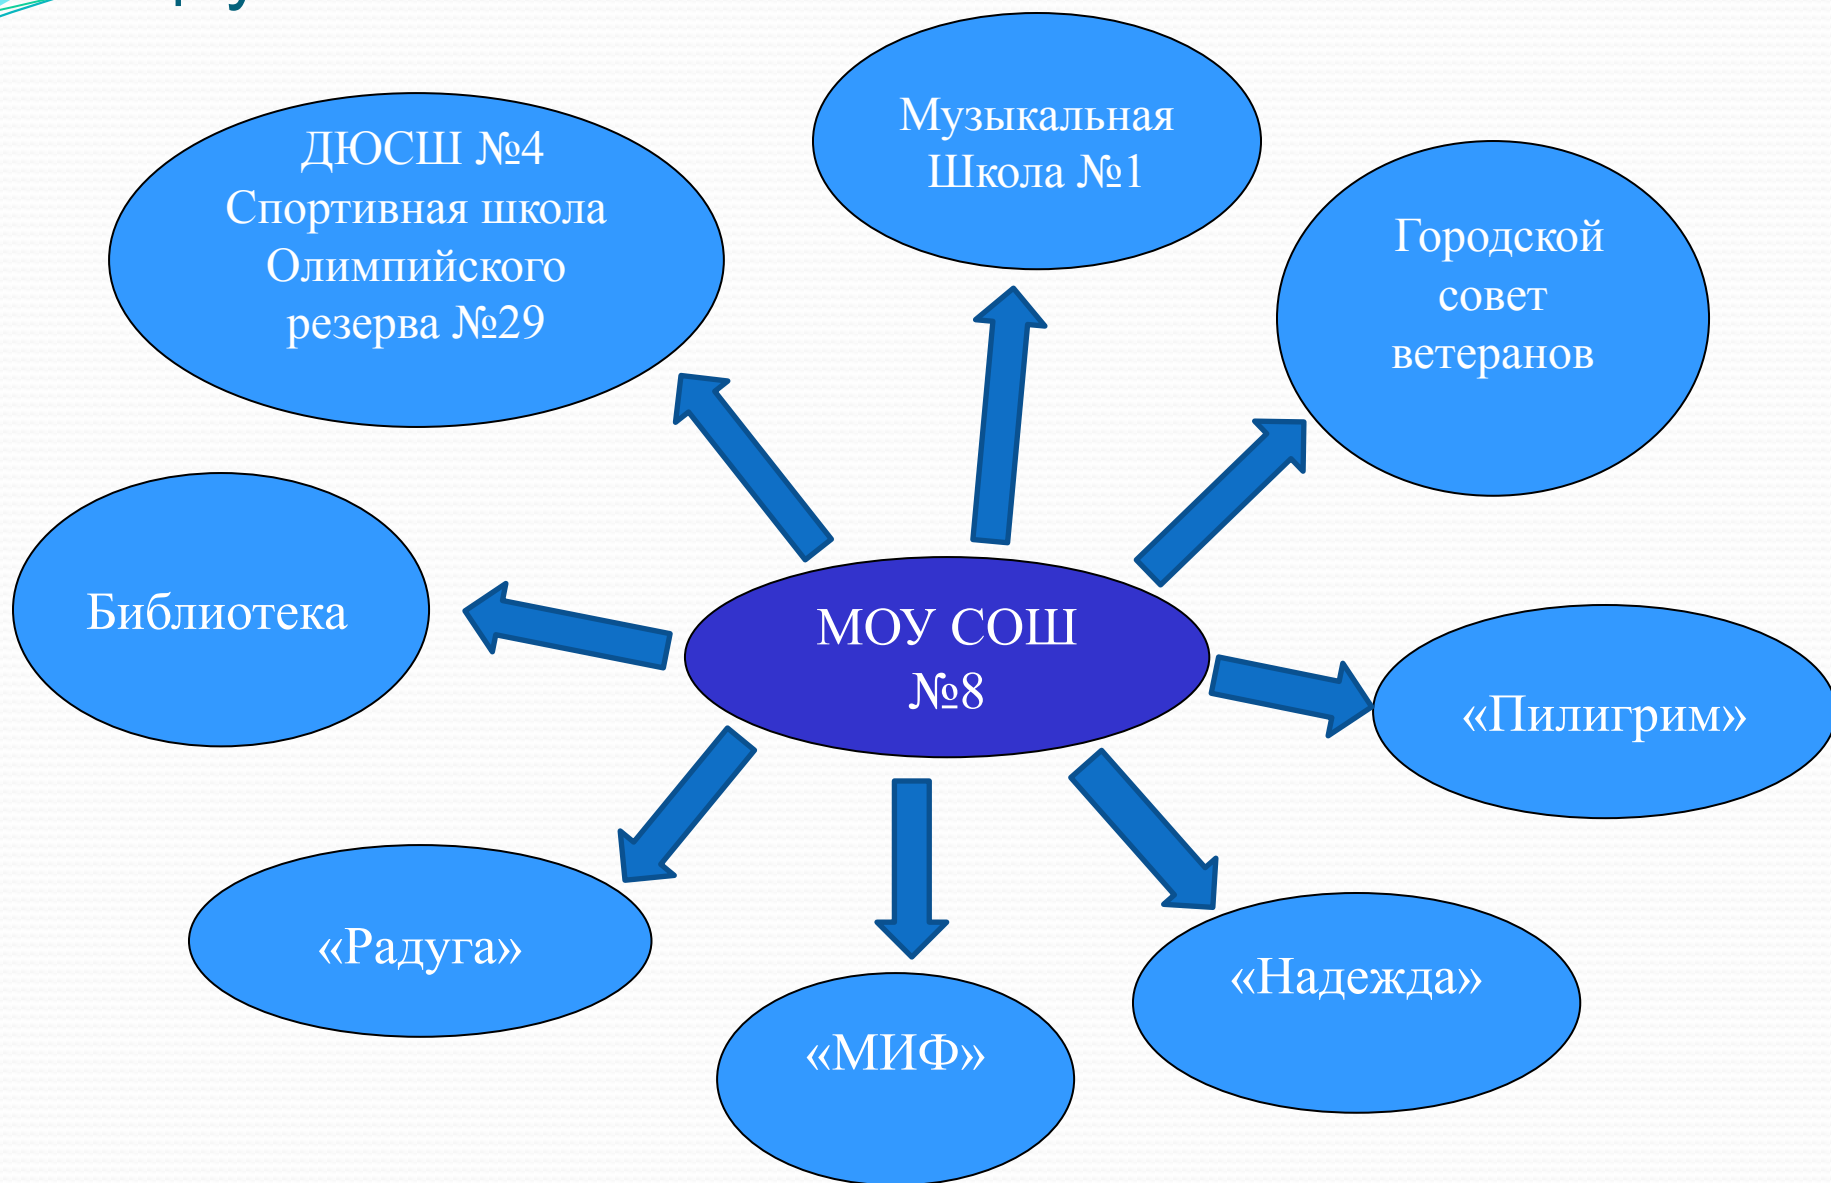 Музыкальная
Школа №1
ДЮСШ №4
Спортивная школа
Олимпийского
резерва №29
Городской
совет
ветеранов
Библиотека
МОУ СОШ
№8
«Пилигрим»
«Радуга»
«Надежда»
«МИФ»